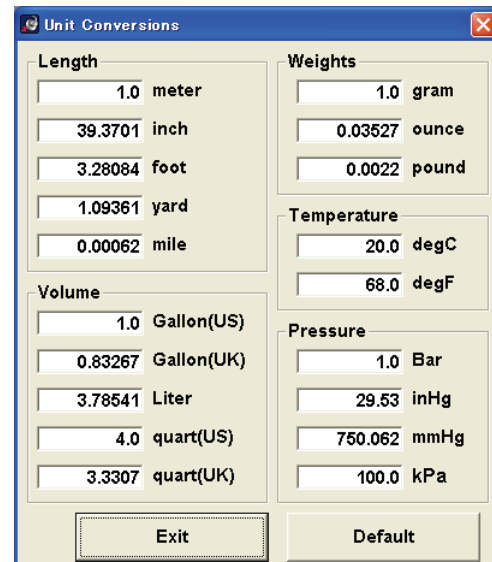 Unit Conversions
Length
1.0 meter
39.3701 inch
3.28084 foot
1.09361 yard
0.00062 mile
Volume
1.0 Gallon(US)
0.83267 Gallon(UK)
3.78541 Liter
4.0 quart(US)
3.3307 quart(UK)
Weights
1.0 gram
0.03527 ounce
0.0022 pound
Temperature
20.0 degC
68.0 degF
Pressure
1.0 Bar
29.53 inHg
750.062 mmHg
100.0 kPa
Exit
Default